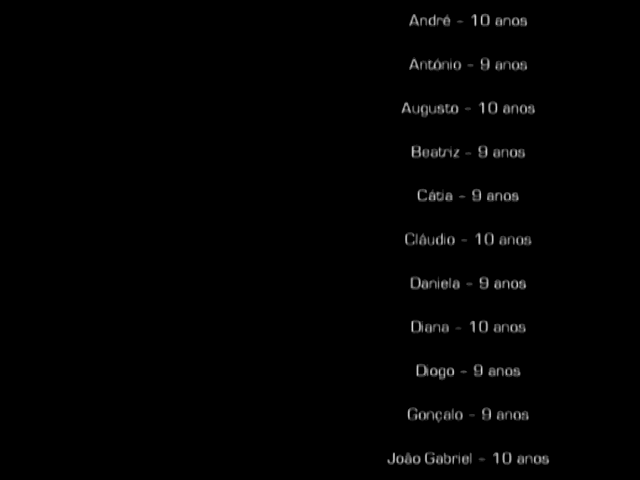 André - 10 anos
António - 9 anos
Augusto - 10 anos
Beatriz - 9 anos
Cátia - 9 anos
Cláudio - 10 anos
Daniela - 9 anos
Diana - 10 anos
Diogo - 9 anos
Gonçalo - 9 anos
João Gabriel - 10 anos